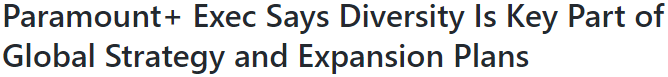 Paramount+ Exec Says Diversity Is Key Part of
Global Strategy and Expansion Plans